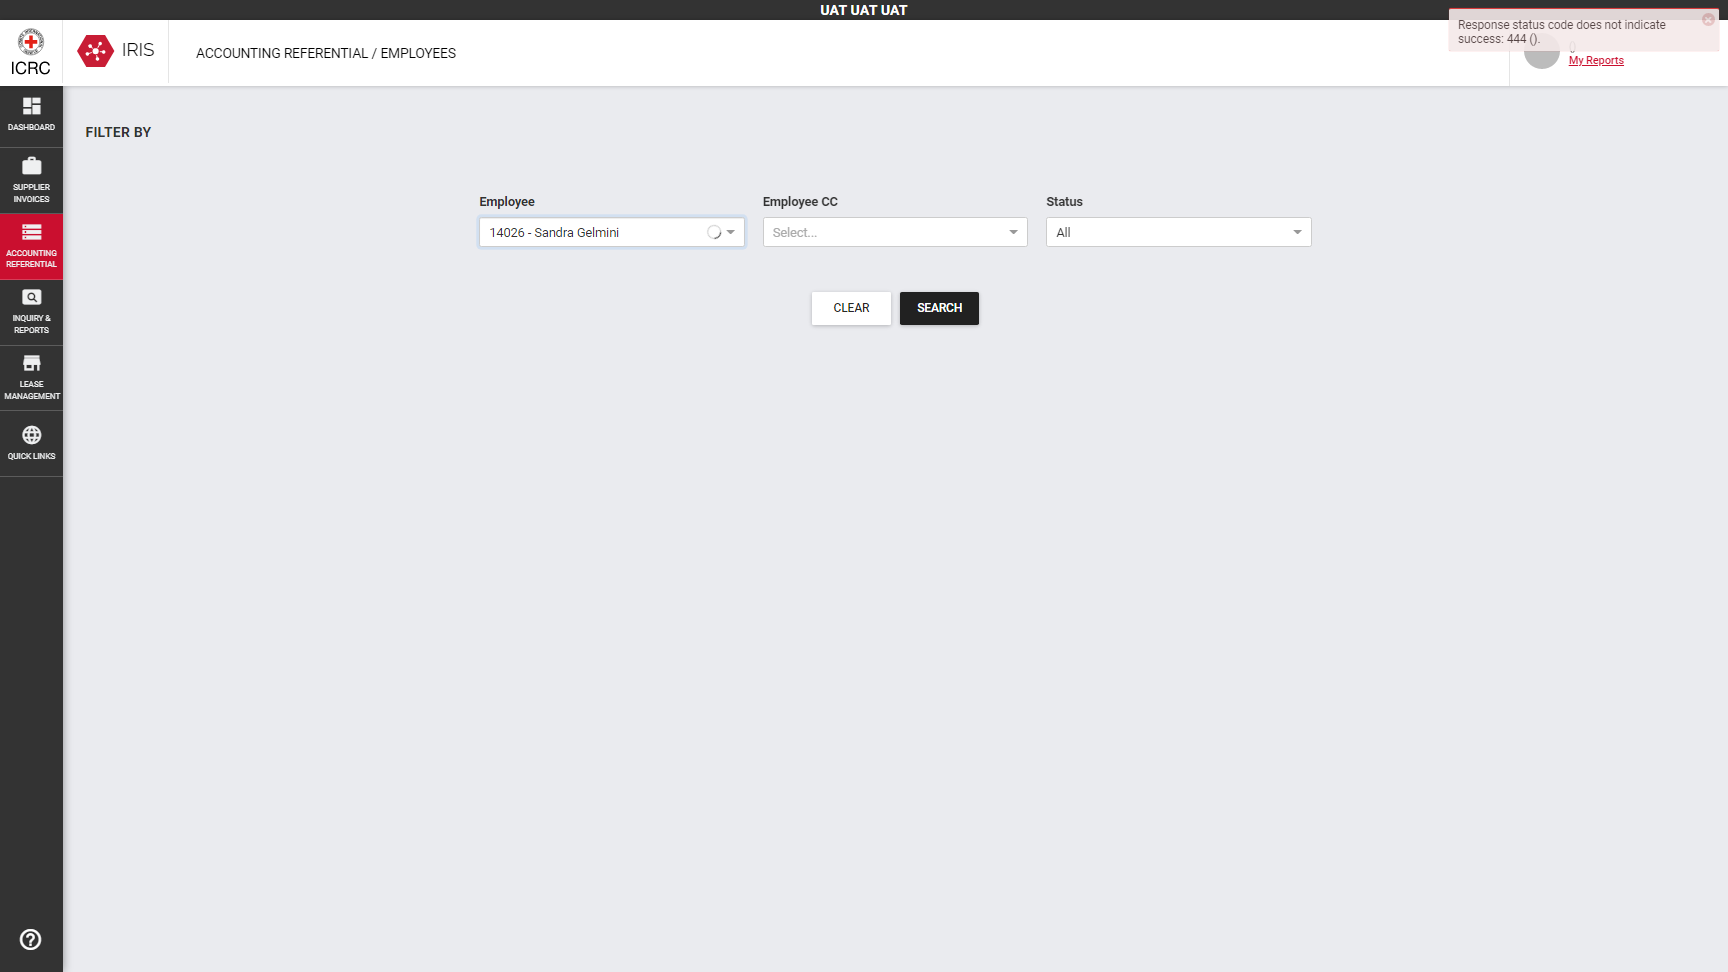 UAT UAT UAT
Response status code does not indicate
success: 444 ().
ICRC
IRIS
ACCOUNTING REFERENTIAL / EMPLOYEES
0
My Reports
DASHBOARD
SUPPLIER
INVOICES
ACCOUNTING
REFERENTIAL
INQUIRY &
REPORTS
LEASE
MANAGEMENT
QUICK LINKS
FILTER BY
Employee
Employee CC
Status
14026 - Sandra Gelmini
Select...
All
CLEAR
SEARCH